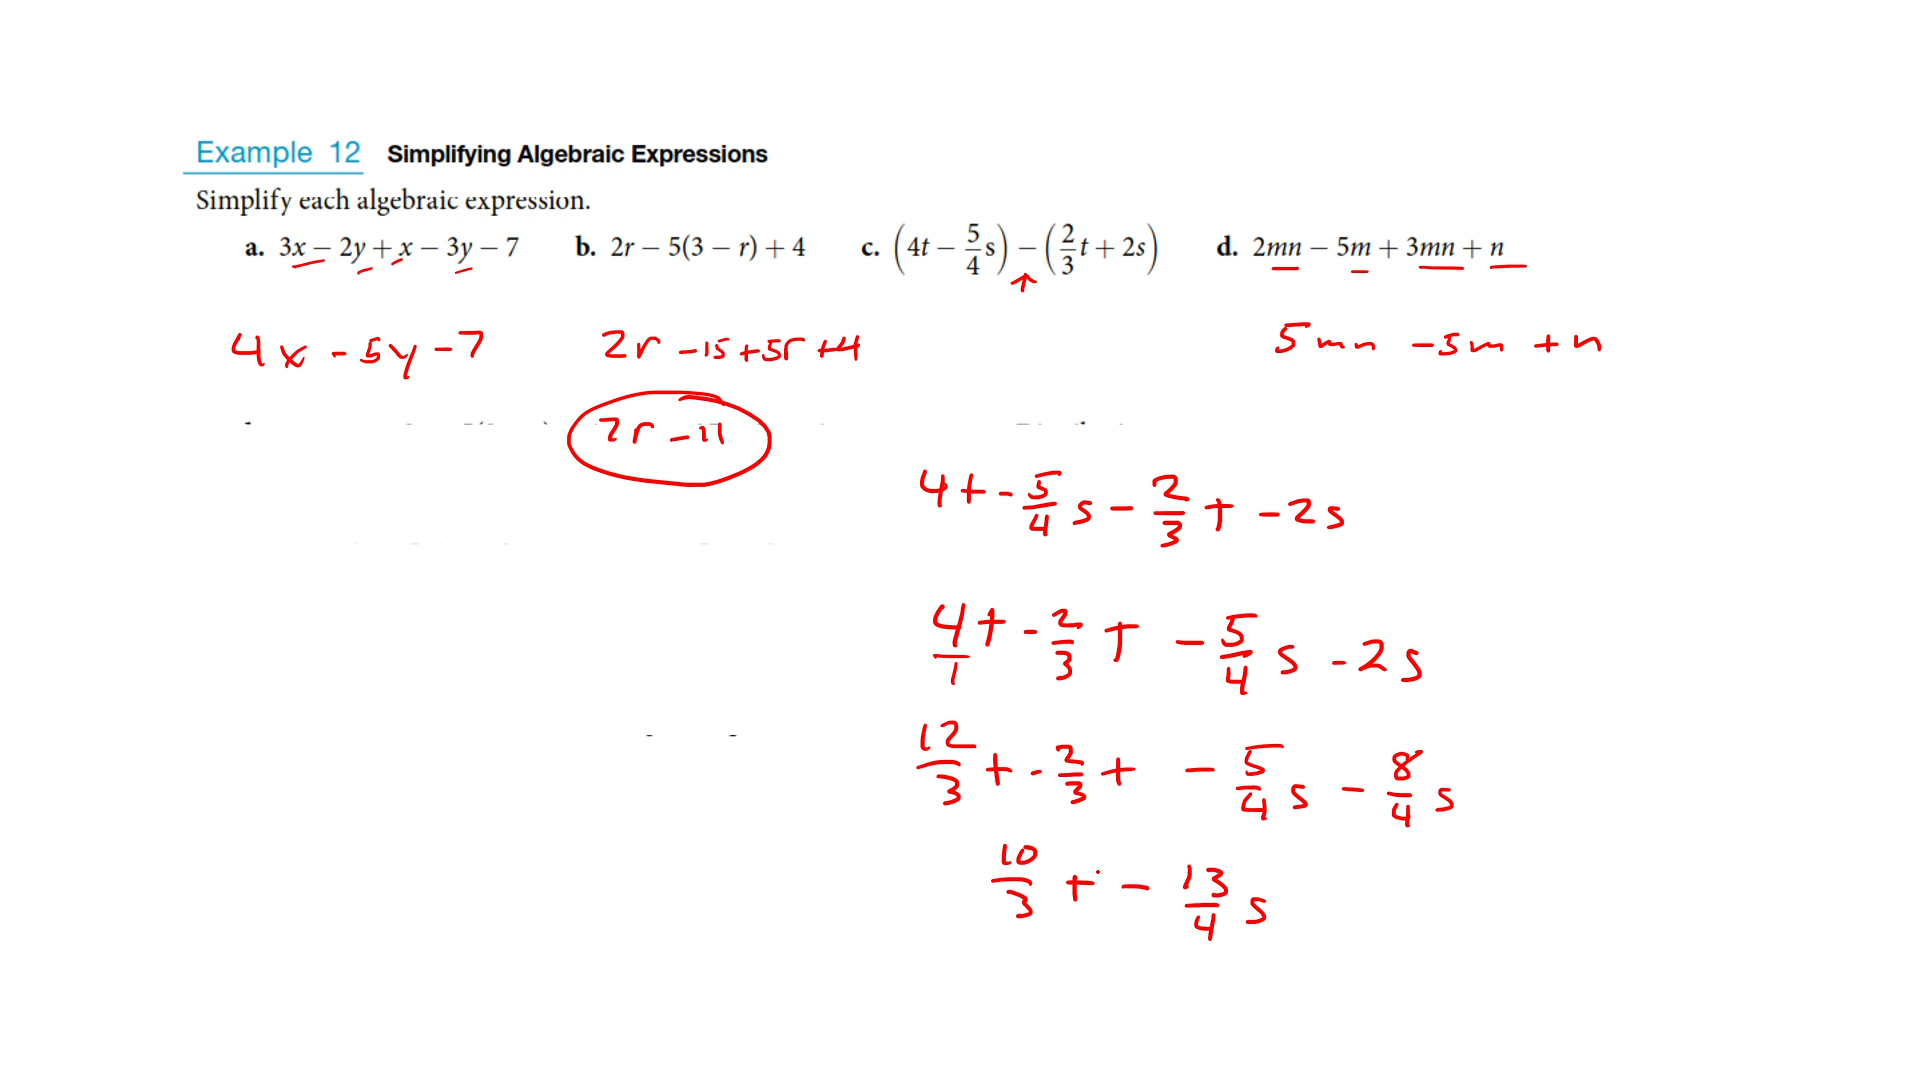 Example 12 Simplifying Algebraic Expressions
Simplify each algebraic expression.
a. 3x − 2y + x − 3y − 7 b. 2r − 5(3 − r) + 4 c. (4t − 5/4 s) − (2/3 t + 2s) d. 2mn − 5m + 3mn + n
4x - 5y - 7 2r - 15 + 5r + 4 5mn - 5m + n
7r - 11
4t - 5/4 s - 2/3 t - 2s
4/1 t - 2/3 t - 5/4 s - 2s
12/3 t - 2/3 t - 5/4 s - 8/4 s
10/3 t - 13/4 s